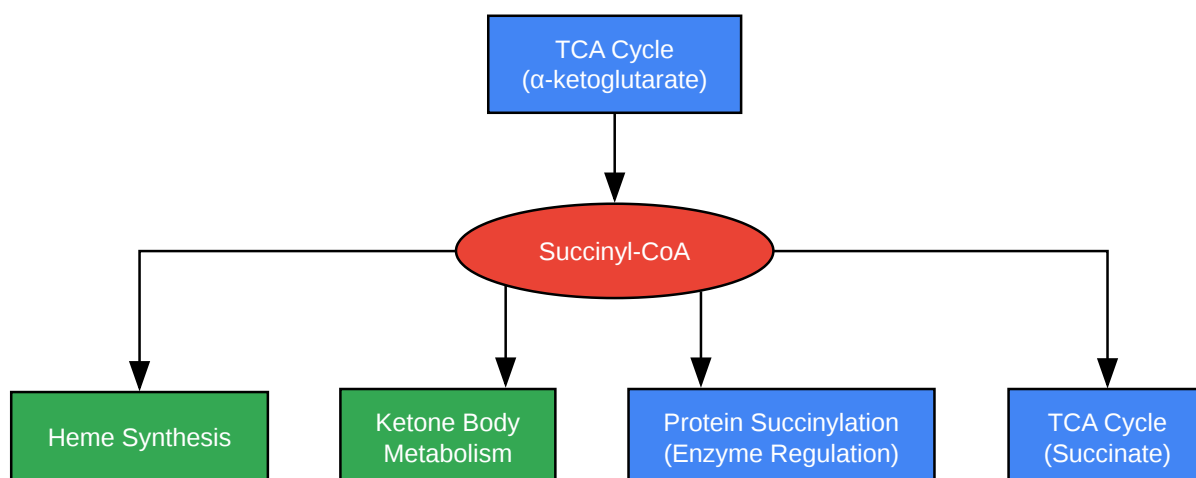 TCA Cycle
(α-ketoglutarate)
Succinyl-CoA
Heme Synthesis
Ketone Body
Metabolism
Protein Succinylation
(Enzyme Regulation)
TCA Cycle
(Succinate)